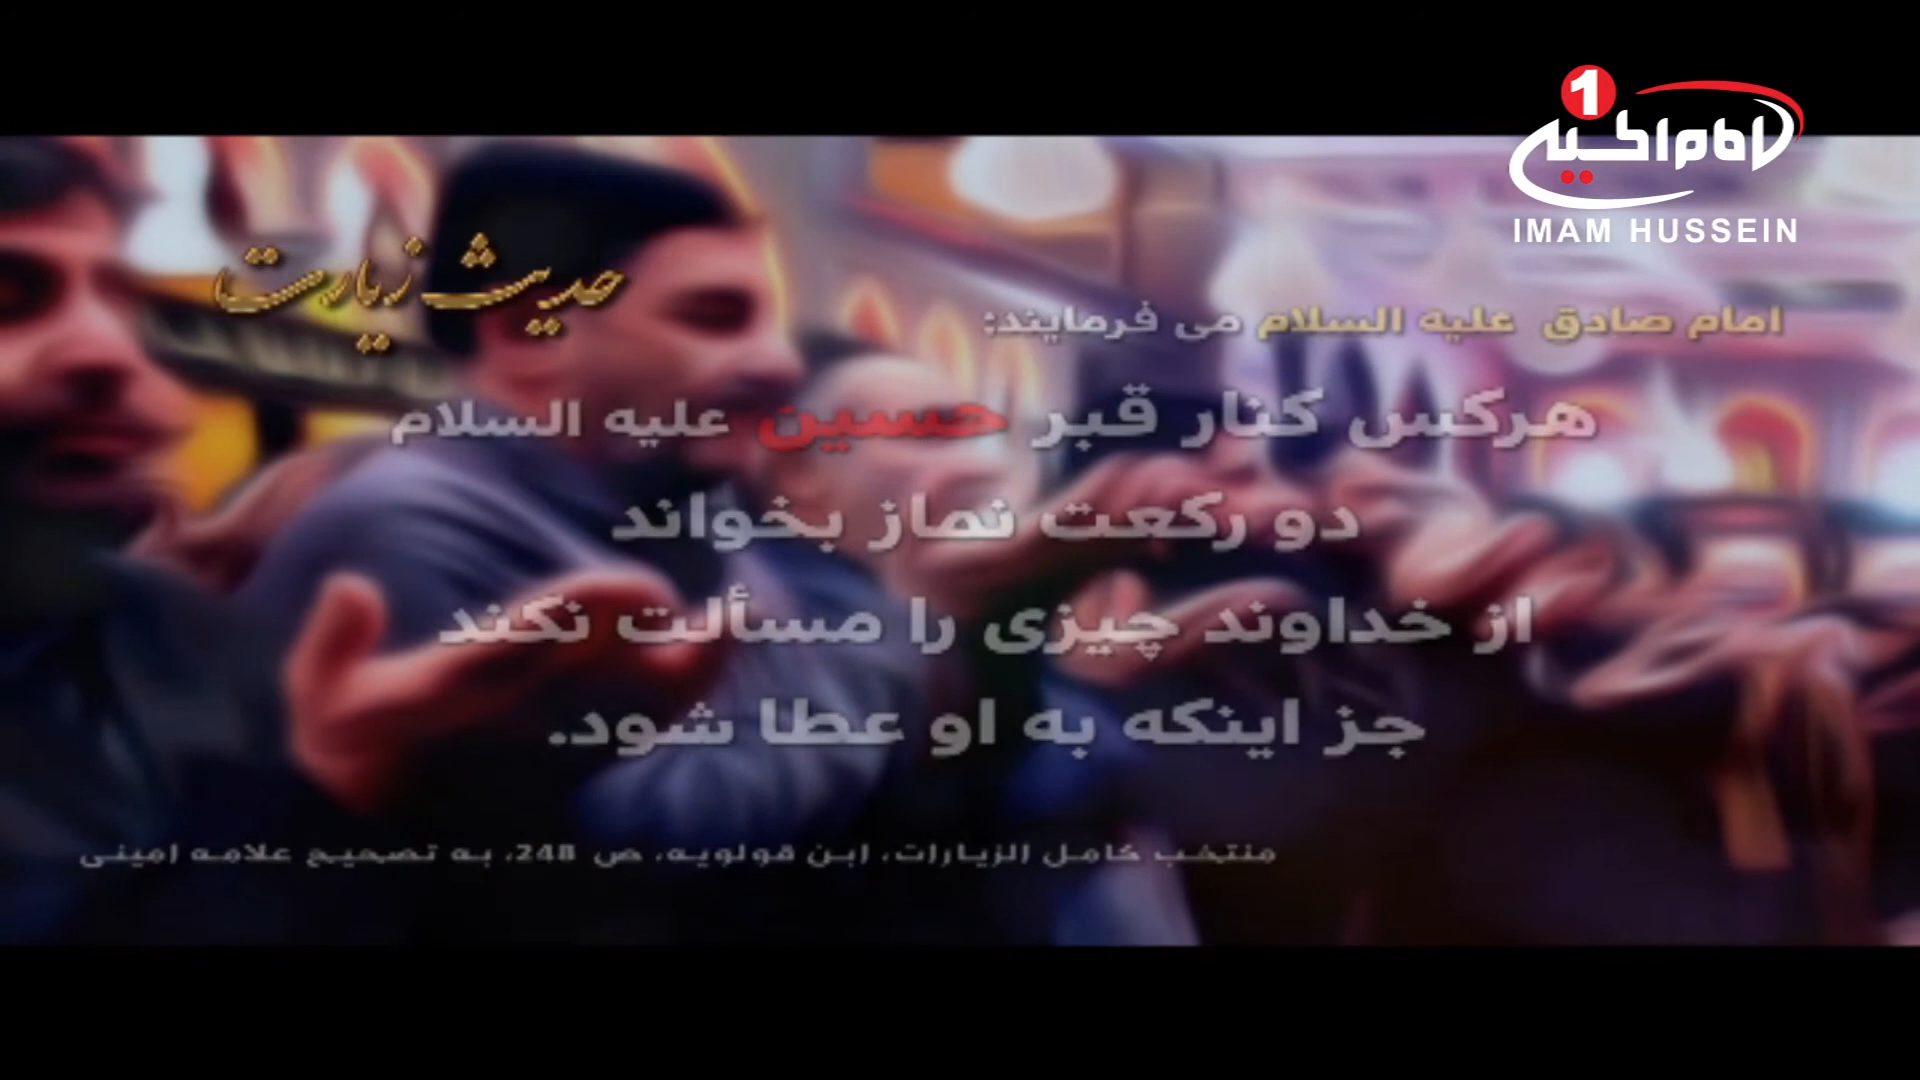 1
امام الحسین
IMAM HUSSEIN
حدیث زیارت
امام صادق علیه السلام می فرمایند:
هرکس کنار قبر حسین علیه السلام
دو رکعت نماز بخواند
از خداوند چیزی را مسألت نکند
جز اینکه به او عطا شود.
منتخب کامل الزیارات، ابن قولویه، ص 248، به تصحیح علامه امینی